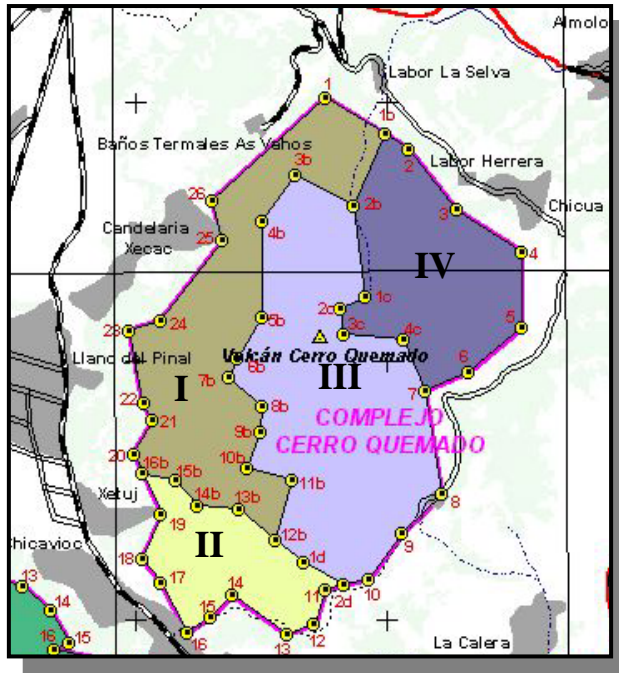 Almolo
Labor La Selva
1
1b
Baños Termales As Vahos
2
Labor Herrera
3b
26
2b
3
Chicua
4b
Candelaria
Xecac
25
4
IV
1c
2c
5b
24
23
3c
4c
5
Llano del Pinal
Volcán Cerro Quemado
6b
7b
I
III
6
7
22
8b
COMPLEJO
CERRO QUEMADO
21
9b
20
10b
16b
15b
11b
Xetuj
14b
13b
8
19
II
9
hicavioc
12b
18
1d
17
13
14
11
2d
10
14
15
12
16
15
16
13
La Calera